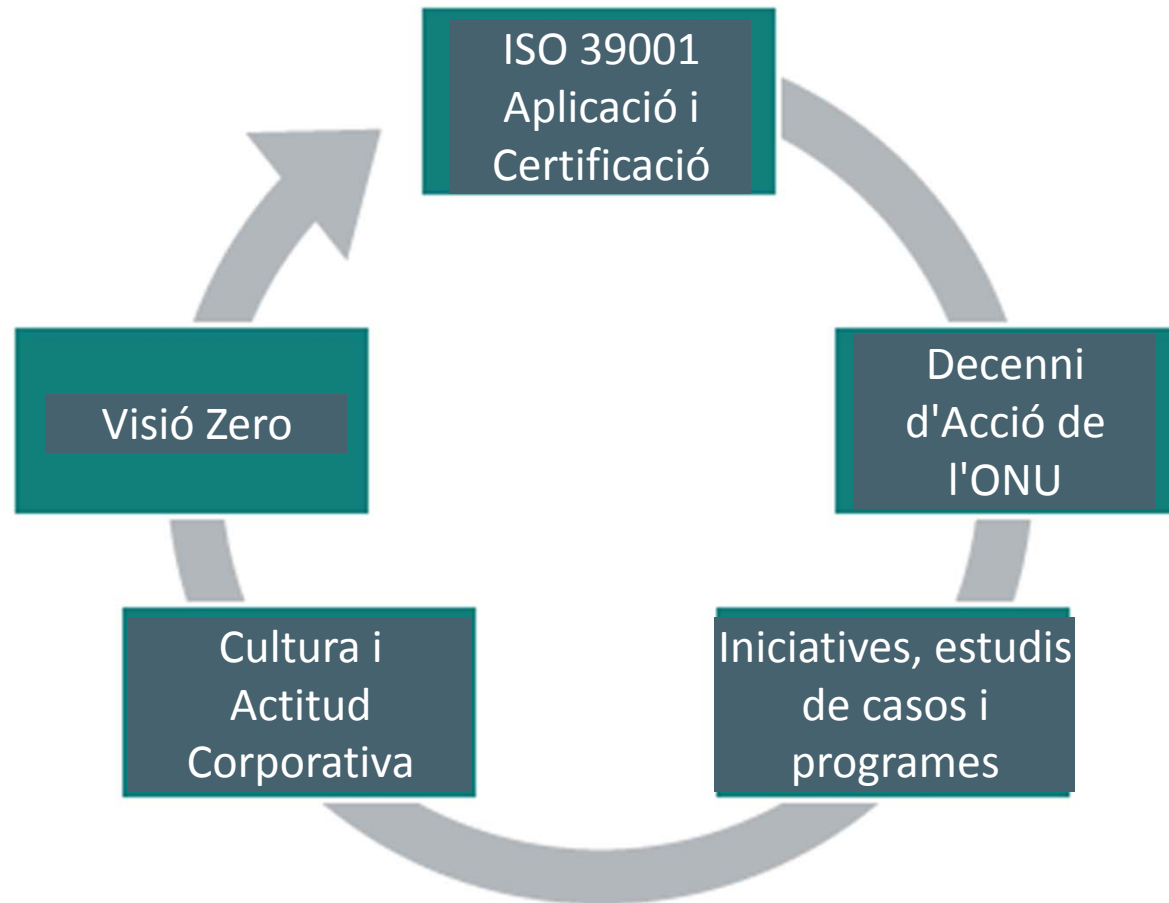 ISO 39001
Aplicació i
Certificació
Decenni
d'Acció de
l'ONU
Iniciatives, estudis
de casos i
programes
Cultura i
Actitud
Corporativa
Visió Zero